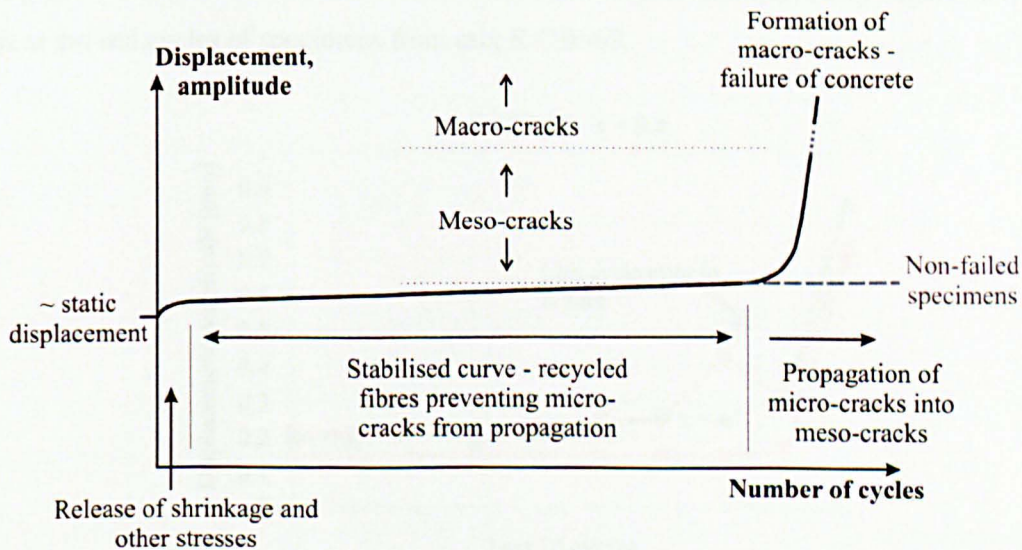 Formation of
macro-cracks -
failure of concrete
Displacement,
amplitude
Macro-cracks
Meso-cracks
Non-failed
specimens
~ static
displacement
Stabilised curve - recycled
fibres preventing micro-
cracks from propagation
Propagation of
micro-cracks into
meso-cracks
Number of cycles
Release of shrinkage and
other stresses